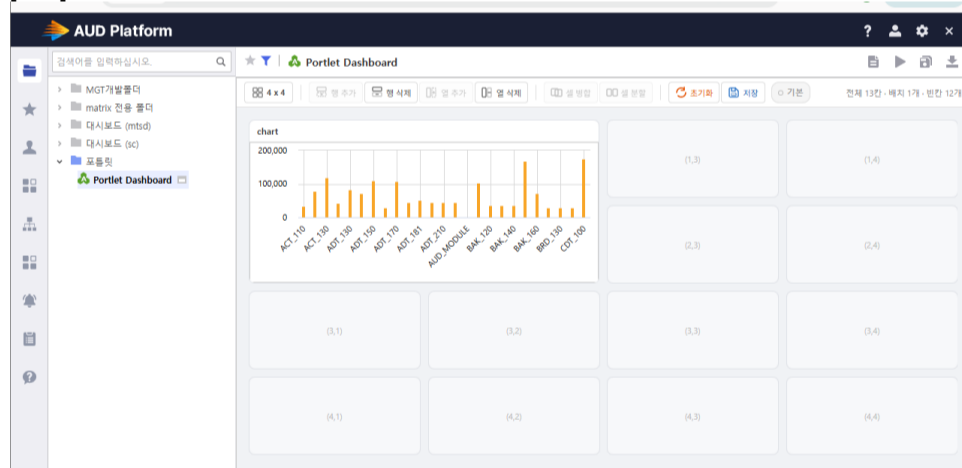 AUD Platform
?
×
검색어를 입력하십시오.
Portlet Dashboard
MGT개발폴더
matrix 전용 폴더
대시보드 (mtsd)
대시보드 (sc)
포틀릿
Portlet Dashboard
4 x 4
행 추가
행 삭제
열 추가
열 삭제
셀 병합
셀 분할
초기화
저장
기본
전체 13칸 · 배치 1개 · 빈칸 12개
chart
200,000
100,000
0
ACT_110
ACT_130
ADT_130
ADT_150
ADT_170
ADT_181
ADT_210
AUD_MODULE
BAK_120
BAK_140
BAK_160
BRD_130
CDT_100
(1,3)
(1,4)
(2,3)
(2,4)
(3,1)
(3,2)
(3,3)
(3,4)
(4,1)
(4,2)
(4,3)
(4,4)